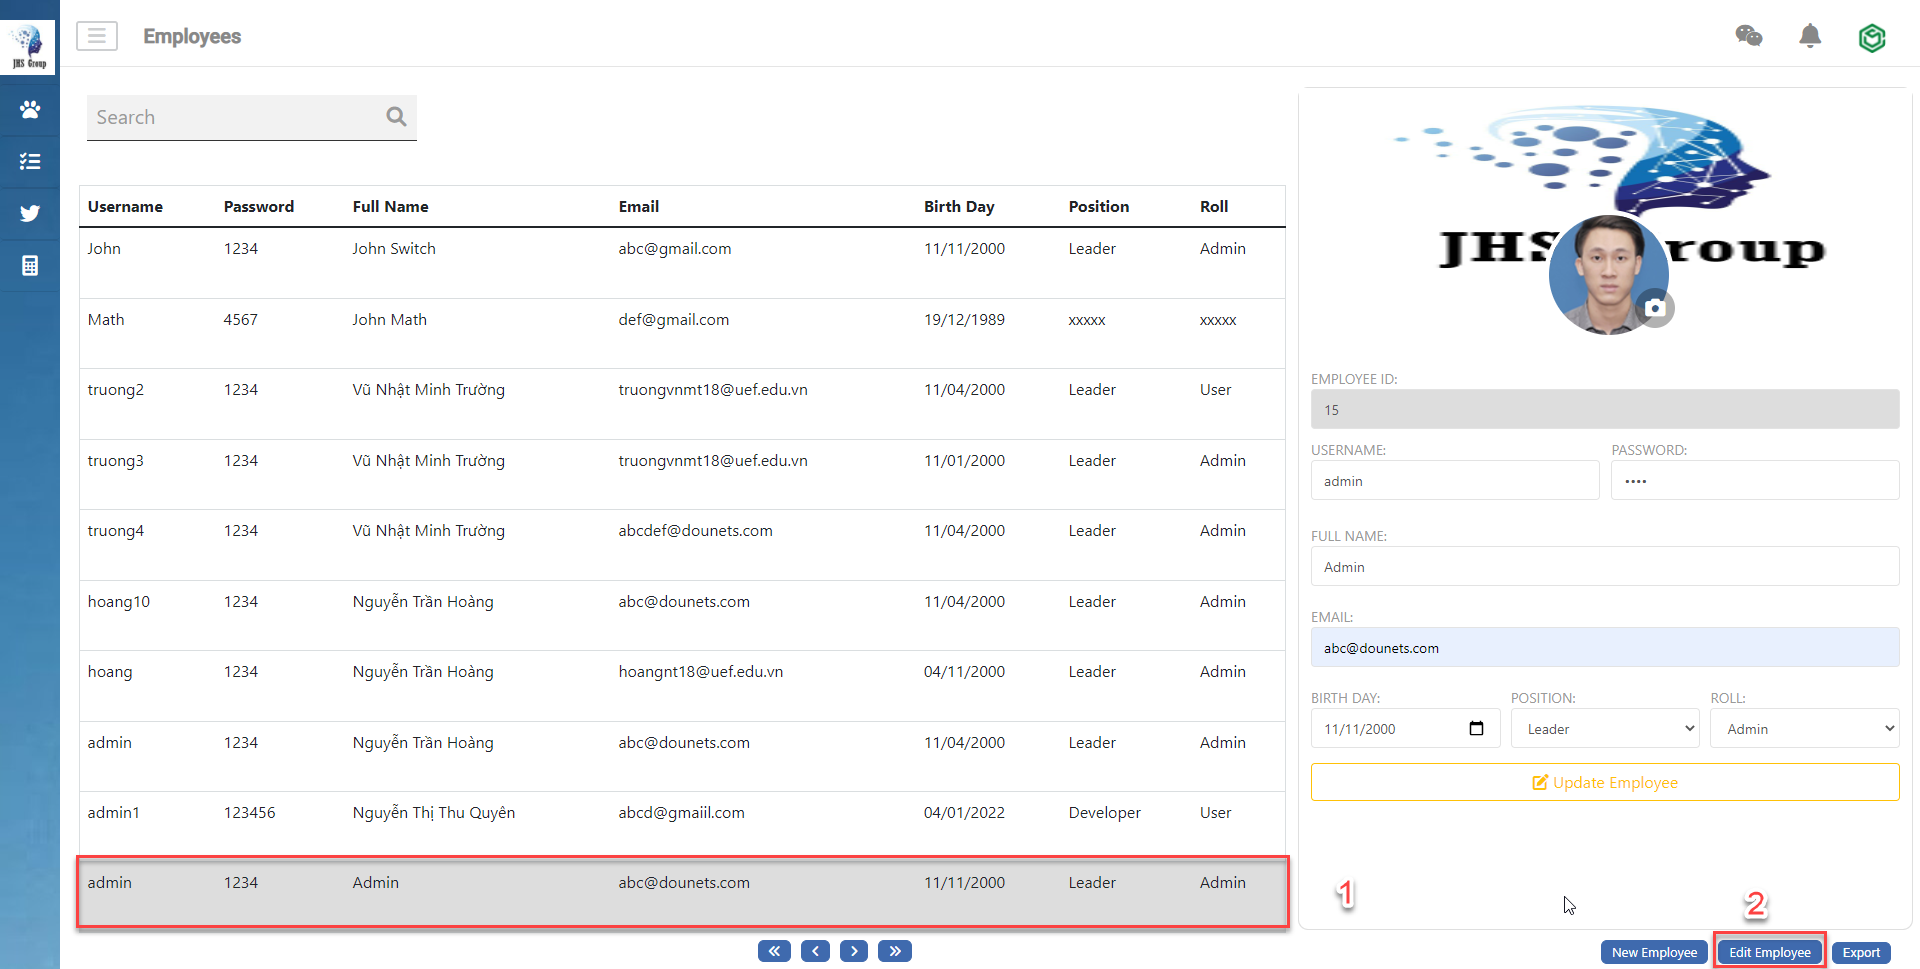 JHS Group
Employees
Search
Username Password Full Name Email Birth Day Position Roll
John 1234 John Switch abc@gmail.com 11/11/2000 Leader Admin
Math 4567 John Math def@gmail.com 19/12/1989 xxxxx xxxxx
truong2 1234 Vũ Nhật Minh Trường truongvnmt18@uef.edu.vn 11/04/2000 Leader User
truong3 1234 Vũ Nhật Minh Trường truongvnmt18@uef.edu.vn 11/01/2000 Leader Admin
truong4 1234 Vũ Nhật Minh Trường abcdef@dounets.com 11/04/2000 Leader Admin
hoang10 1234 Nguyễn Trần Hoàng abc@dounets.com 11/04/2000 Leader Admin
hoang 1234 Nguyễn Trần Hoàng hoangnt18@uef.edu.vn 04/11/2000 Leader Admin
admin 1234 Nguyễn Trần Hoàng abc@dounets.com 11/04/2000 Leader Admin
admin1 123456 Nguyễn Thị Thu Quyên abcd@gmaiil.com 04/01/2022 Developer User
admin 1234 Admin abc@dounets.com 11/11/2000 Leader Admin
JHS roup
EMPLOYEE ID:
15
USERNAME: PASSWORD:
admin ••••
FULL NAME:
Admin
EMAIL:
abc@dounets.com
BIRTH DAY: POSITION: ROLL:
11/11/2000 Leader Admin
Update Employee
1
2
New Employee Edit Employee Export